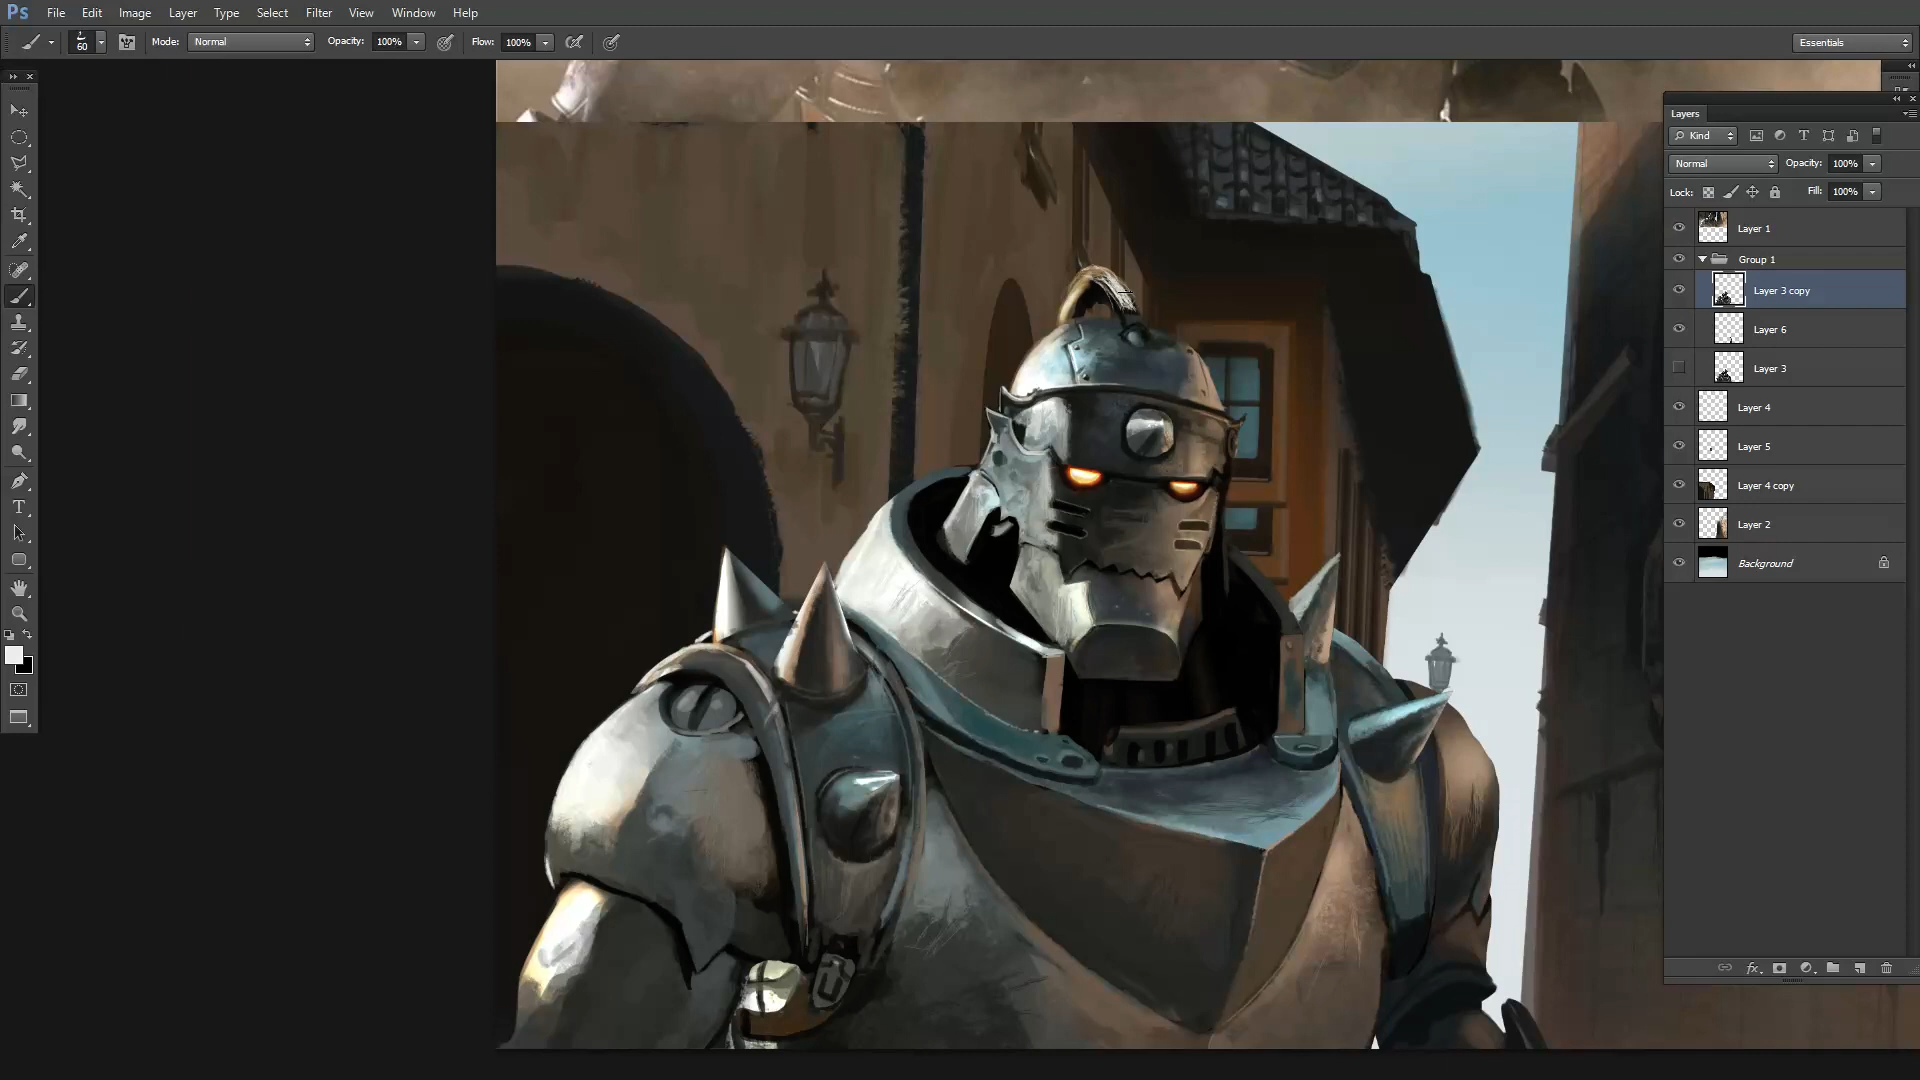 Ps File Edit Image Layer Type Select Filter View Window Help
60 Mode: Normal Opacity: 100% Flow: 100% Essentials
Layers
Kind
Normal Opacity: 100%
Lock: Fill: 100%
Layer 1
Group 1
Layer 3 copy
Layer 6
Layer 3
Layer 4
Layer 5
Layer 4 copy
Layer 2
Background
fx